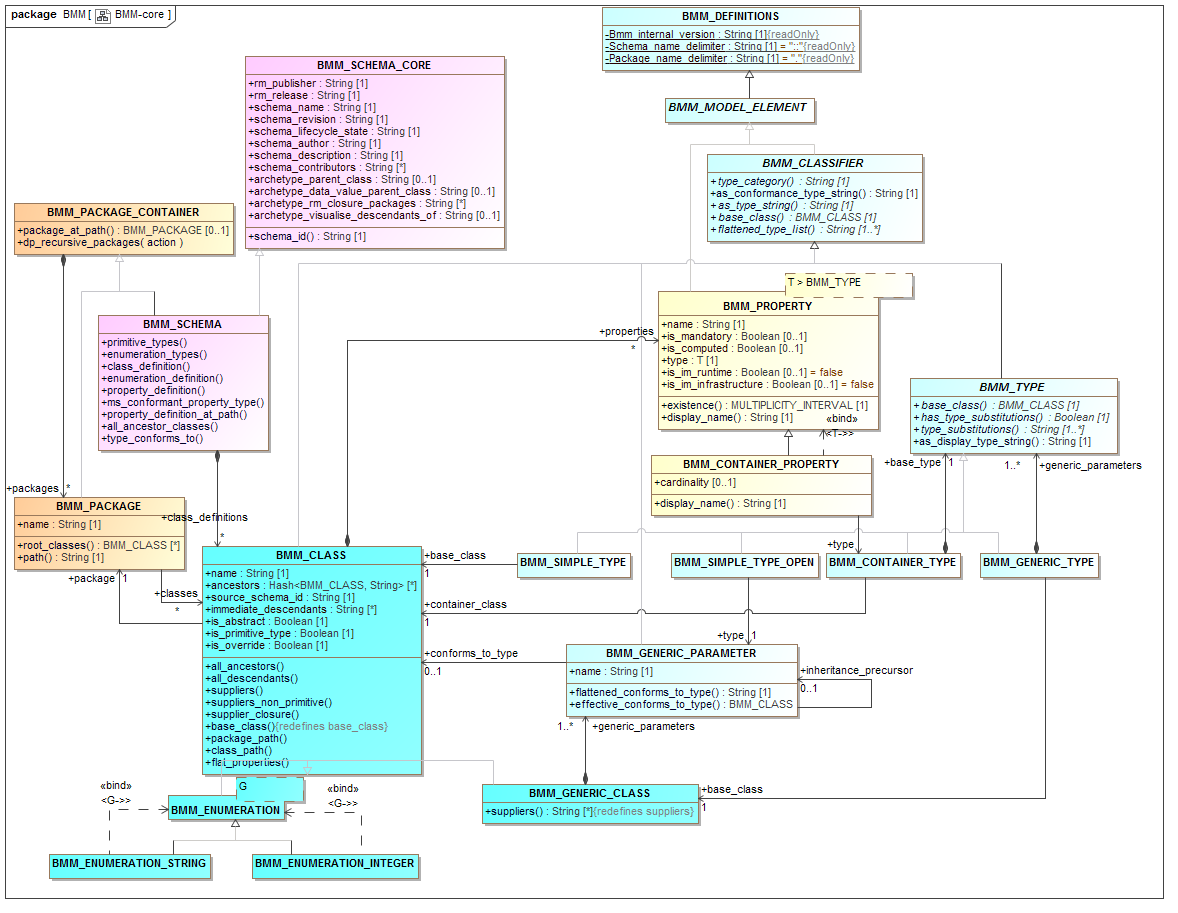 package BMM [ BMM-core ]
BMM_DEFINITIONS
-Bmm_internal_version : String [1]{readOnly}
-Schema_name_delimiter : String [1] = "::"{readOnly}
-Package_name_delimiter : String [1] = "."{readOnly}
BMM_MODEL_ELEMENT
BMM_SCHEMA_CORE
+rm_publisher : String [1]
+rm_release : String [1]
+schema_name : String [1]
+schema_revision : String [1]
+schema_lifecycle_state : String [1]
+schema_author : String [1]
+schema_description : String [1]
+schema_contributors : String [*]
+archetype_parent_class : String [0..1]
+archetype_data_value_parent_class : String [0..1]
+archetype_rm_closure_packages : String [*]
+archetype_visualise_descendants_of : String [0..1]
+schema_id() : String [1]
BMM_CLASSIFIER
+type_category() : String [1]
+as_conformance_type_string() : String [1]
+as_type_string() : String [1]
+base_class() : BMM_CLASS [1]
+flattened_type_list() : String [1..*]
BMM_PACKAGE_CONTAINER
+package_at_path() : BMM_PACKAGE [0..1]
+dp_recursive_packages( action )
BMM_SCHEMA
+primitive_types()
+enumeration_types()
+class_definition()
+enumeration_definition()
+property_definition()
+ms_conformant_property_type()
+property_definition_at_path()
+all_ancestor_classes()
+type_conforms_to()
T > BMM_TYPE
BMM_PROPERTY
+name : String [1]
+is_mandatory : Boolean [0..1]
+is_computed : Boolean [0..1]
+type : T [1]
+is_im_runtime : Boolean [0..1] = false
+is_im_infrastructure : Boolean [0..1] = false
+existence() : MULTIPLICITY_INTERVAL [1]
+display_name() : String [1]
+properties
*
«bind»
<T->>
BMM_TYPE
+base_class() : BMM_CLASS [1]
+has_type_substitutions() : Boolean [1]
+type_substitutions() : String [1..*]
+as_display_type_string() : String [1]
+base_type 1
1..* +generic_parameters
BMM_CONTAINER_PROPERTY
+cardinality [0..1]
+display_name() : String [1]
+packages *
BMM_PACKAGE
+name : String [1]
+root_classes() : BMM_CLASS [*]
+path() : String [1]
+class_definitions
*
+package 1
+classes
*
+type
BMM_SIMPLE_TYPE
BMM_SIMPLE_TYPE_OPEN
BMM_CONTAINER_TYPE
BMM_GENERIC_TYPE
BMM_CLASS
+name : String [1]
+ancestors : Hash<BMM_CLASS, String> [*]
+source_schema_id : String [1]
+immediate_descendants : String [*]
+is_abstract : Boolean [1]
+is_primitive_type : Boolean [1]
+is_override : Boolean [1]
+all_ancestors()
+all_descendants()
+suppliers()
+suppliers_non_primitive()
+supplier_closure()
+base_class(){redefines base_class}
+package_path()
+class_path()
+flat_properties()
+base_class
1
+container_class
1
+conforms_to_type
0..1
+type 1
BMM_GENERIC_PARAMETER
+name : String [1]
+flattened_conforms_to_type() : String [1]
+effective_conforms_to_type() : BMM_CLASS
+inheritance_precursor
0..1
1..* +generic_parameters
BMM_GENERIC_CLASS
+suppliers() : String [*]{redefines suppliers}
+base_class
1
G
BMM_ENUMERATION
«bind»
<G->>
«bind»
<G->>
BMM_ENUMERATION_STRING
BMM_ENUMERATION_INTEGER